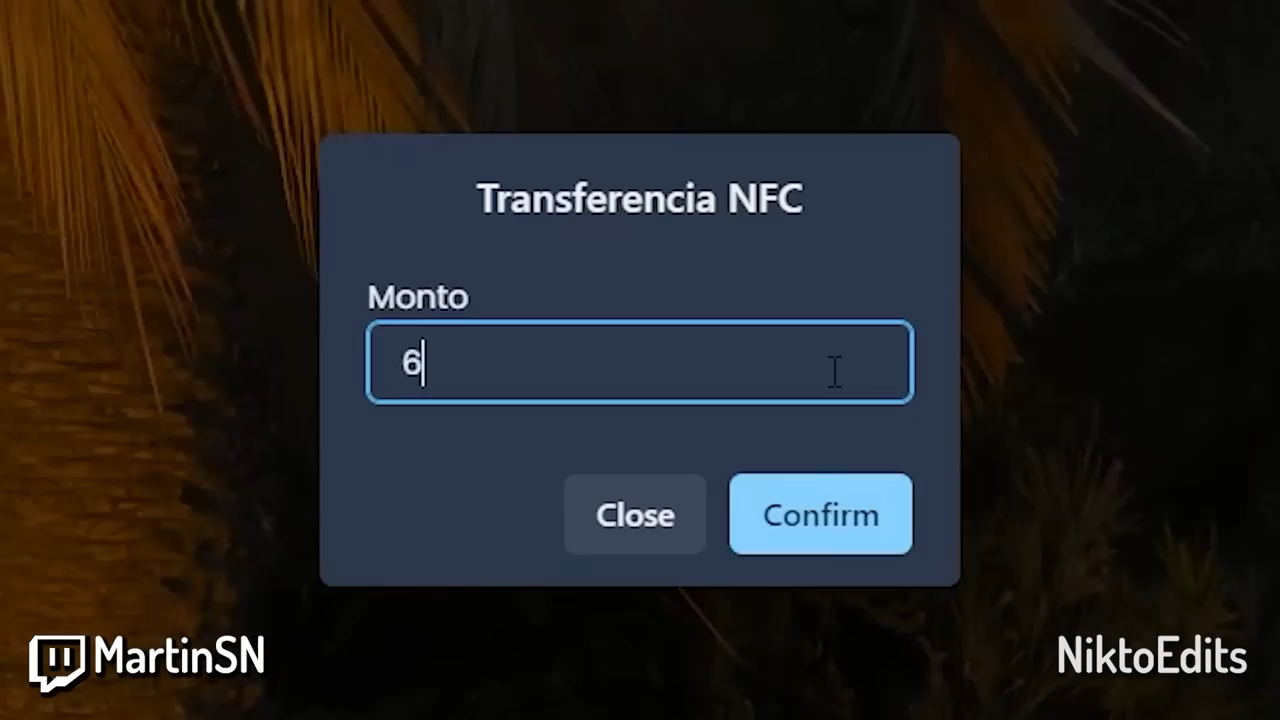 Transferencia NFC
Monto
6
Close
Confirm
MartinSN
NiktoEdits